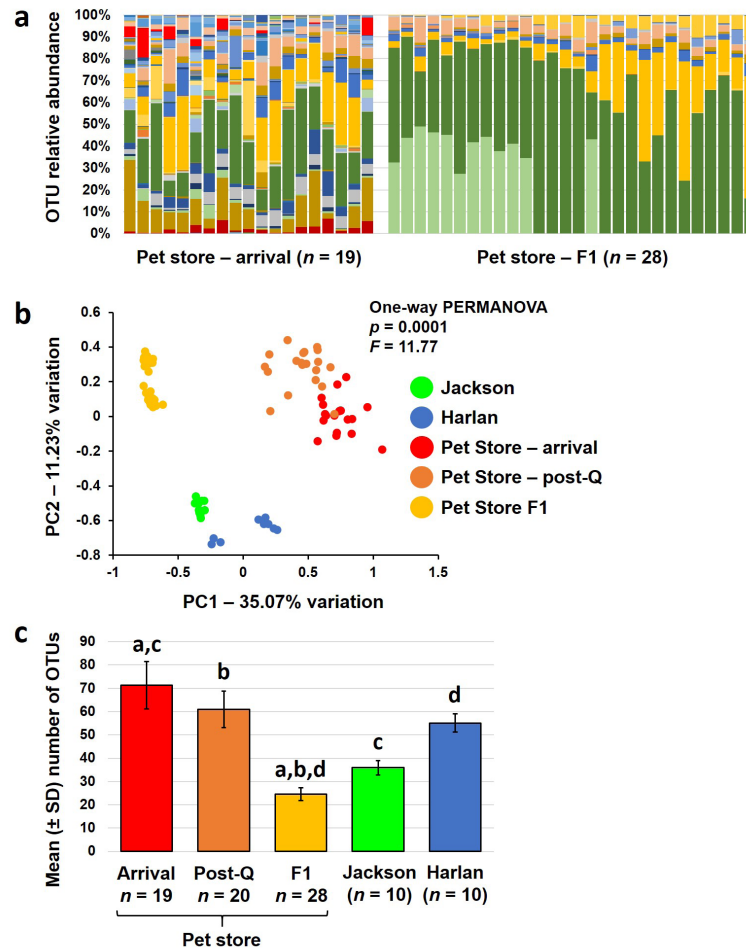 a
OTU relative abundance
100%
90%
80%
70%
60%
50%
40%
30%
20%
10%
0%
Pet store – arrival (n = 19)
Pet store – F1 (n = 28)
b
One-way PERMANOVA
p = 0.0001
F = 11.77
PC2 – 11.23% variation
0.6
0.4
0.2
0
-0.2
-0.4
-0.6
-0.8
-1
-0.5
0
0.5
1
1.5
PC1 – 35.07% variation
Jackson
Harlan
Pet Store – arrival
Pet Store – post-Q
Pet Store F1
c
Mean (± SD) number of OTUs
90
80
70
60
50
40
30
20
10
0
a,c
b
a,b,d
c
d
Arrival
n = 19
Post-Q
n = 20
F1
n = 28
Jackson
(n = 10)
Harlan
(n = 10)
Pet store